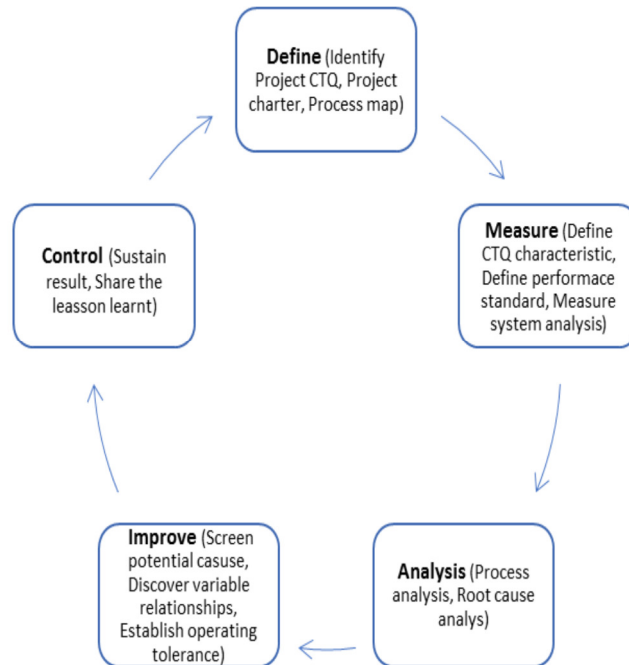 Define (Identify
Project CTQ, Project
charter, Process map)
Measure (Define
CTQ characteristic,
Define performace
standard, Measure
system analysis)
Analysis (Process
analysis, Root cause
analys)
Improve (Screen
potential casuse,
Discover variable
relationships,
Establish operating
tolerance)
Control (Sustain
result, Share the
leasson learnt)